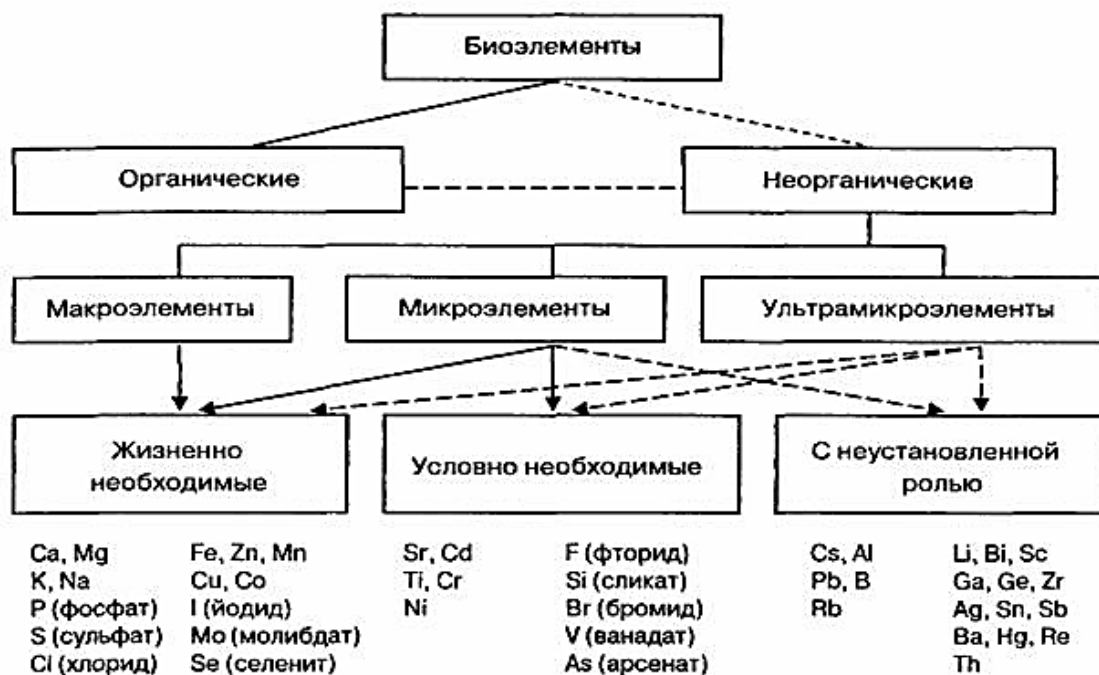 Биоэлементы
Органические
Неорганические
Макроэлементы
Микроэлементы
Ультрамикроэлементы
Жизненно
необходимые
Условно необходимые
С неустановленной
ролью
Ca, Mg
K, Na
P (фосфат)
S (сульфат)
Cl (хлорид)
Fe, Zn, Mn
Cu, Co
I (йодид)
Mo (молибдат)
Se (селенит)
Sr, Cd
Ti, Cr
Ni
F (фторид)
Si (сликат)
Br (бромид)
V (ванадат)
As (арсенат)
Cs, Al
Pb, B
Rb
Li, Bi, Sc
Ga, Ge, Zr
Ag, Sn, Sb
Ba, Hg, Re
Th